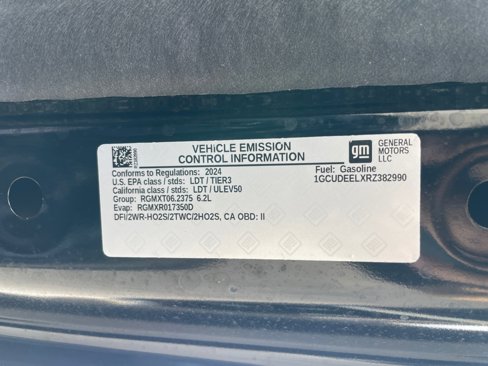 VEHICLE EMISSION
CONTROL INFORMATION
gm
GENERAL
MOTORS
LLC
Conforms to Regulations: 2024
U.S. EPA class / stds: LDT / TIER3
California class / stds: LDT / ULEV50
Group: RGMXT06.2375 6.2L
Evap: RGMXR017350D
DFI/2WR-HO2S/2TWC/2HO2S, CA OBD: II
Fuel: Gasoline
1GCUDEELXRZ382990